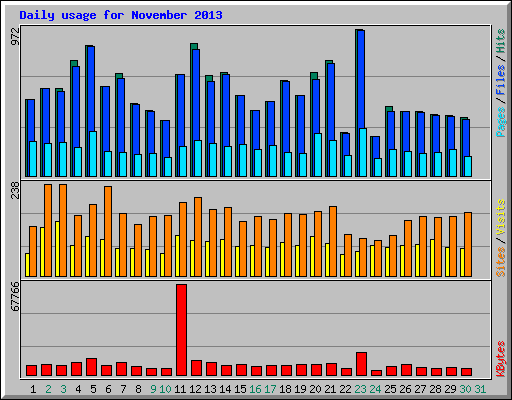 Daily usage for November 2013
972
Pages / Files / Hits
238
Sites / Visits
67766
KBytes
1 2 3 4 5 6 7 8 9 10 11 12 13 14 15 16 17 18 19 20 21 22 23 24 25 26 27 28 29 30 31